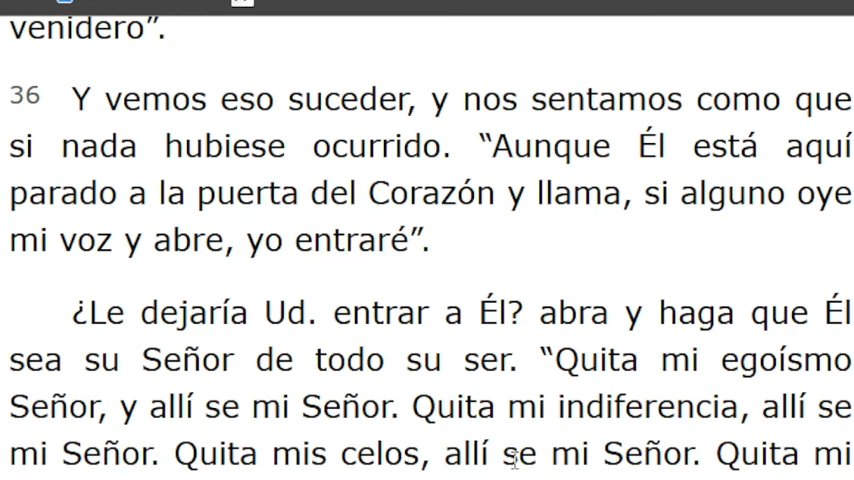 venidero”.
36 Y vemos eso suceder, y nos sentamos como que
si nada hubiese ocurrido. “Aunque Él está aquí
parado a la puerta del Corazón y llama, si alguno oye
mi voz y abre, yo entraré”.
¿Le dejaría Ud. entrar a Él? abra y haga que Él
sea su Señor de todo su ser. “Quita mi egoísmo
Señor, y allí se mi Señor. Quita mi indiferencia, allí se
mi Señor. Quita mis celos, allí se mi Señor. Quita mi